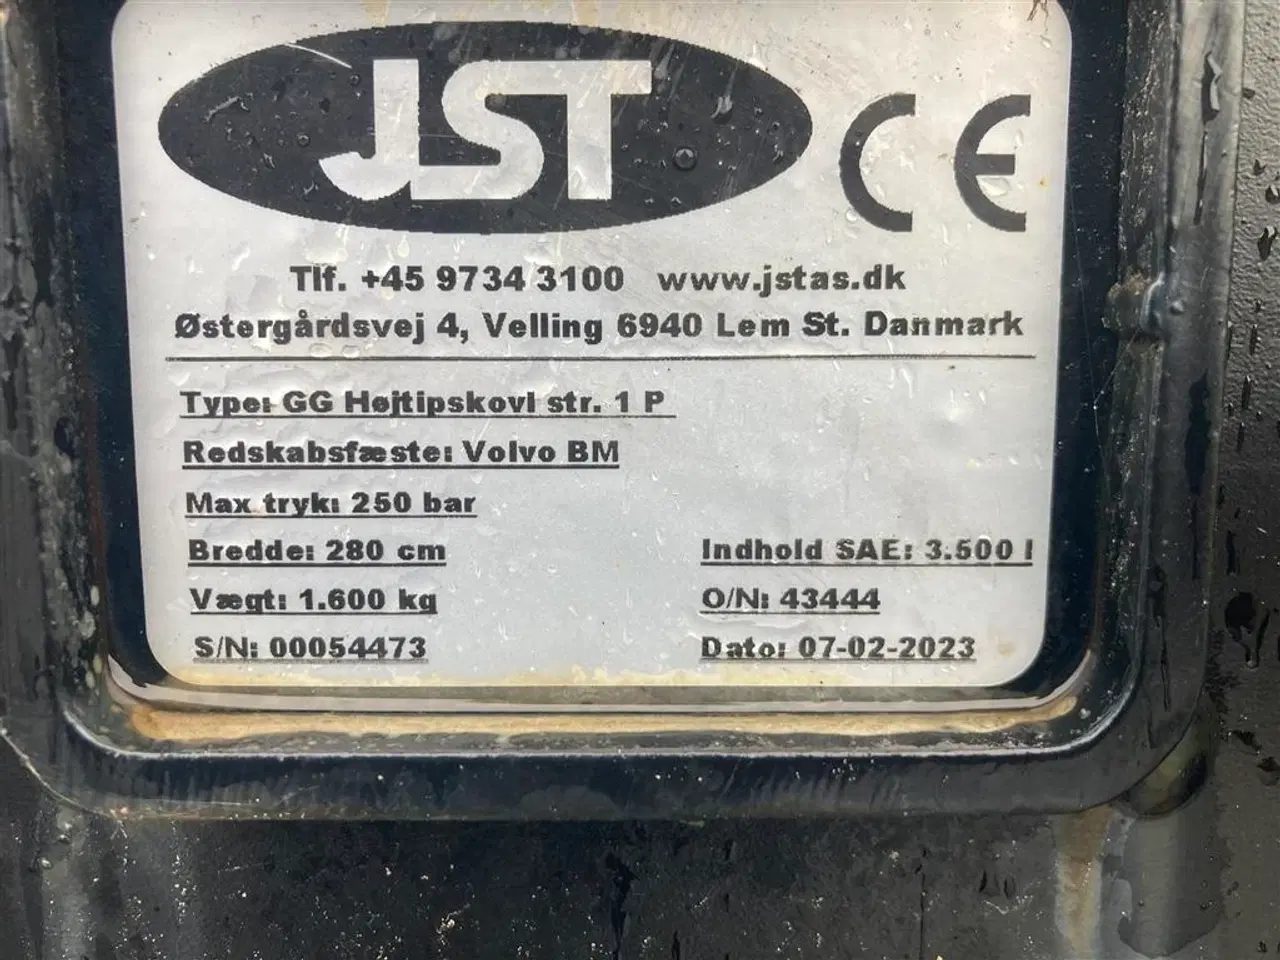 JST CE
Tlf. +45 9734 3100 www.jstas.dk
Østergårdsvej 4, Velling 6940 Lem St. Danmark
Type: GG Højtipskovl str. 1 P
Redskabsfæste: Volvo BM
Max tryk: 250 bar
Bredde: 280 cm Indhold SAE: 3.500 l
Vægt: 1.600 kg O/N: 43444
S/N: 00054473 Dato: 07-02-2023